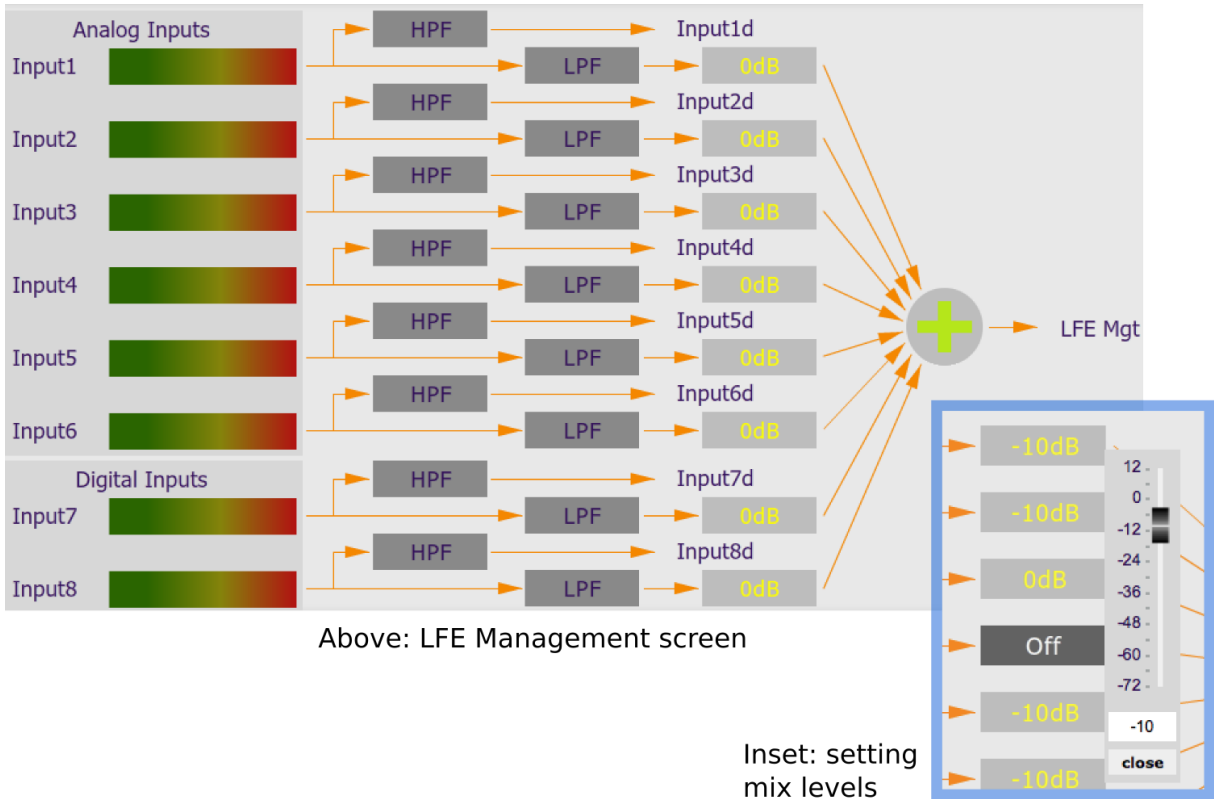 Analog Inputs
HPF Input1d
Input1 LPF 0dB
HPF Input2d
Input2 LPF 0dB
HPF Input3d
Input3 LPF 0dB
HPF Input4d
Input4 LPF 0dB
HPF Input5d
LFE Mgt
Input5 LPF 0dB
HPF Input6d
Input6 LPF 0dB
Digital Inputs
HPF Input7d
Input7 LPF 0dB
HPF Input8d
Input8 LPF 0dB
Above: LFE Management screen
-10dB
-10dB
0dB
Off
-10dB
-10dB
12
0
-12
-24
-36
-48
-60
-72
-10
close
Inset: setting
mix levels